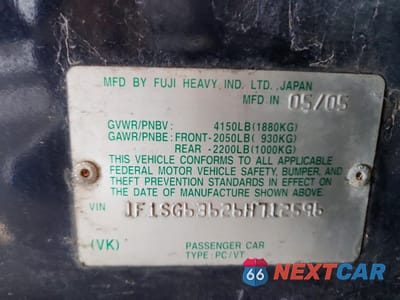 MFD BY FUJI HEAVY IND. LTD., JAPAN
MFD IN 05/05
GVWR/PNBV: 4150LB(1880KG)
GAWR/PNBE: FRONT-2050LB( 930KG)
REAR -2200LB(1000KG)
THIS VEHICLE CONFORMS TO ALL APPLICABLE
FEDERAL MOTOR VEHICLE SAFETY, BUMPER, AND
THEFT PREVENTION STANDARDS IN EFFECT ON
THE DATE OF MANUFACTURE SHOWN ABOVE.
VIN JF1SG63625H712596
(VK) PASSENGER CAR
TYPE:PC/VT
66 NEXTCAR